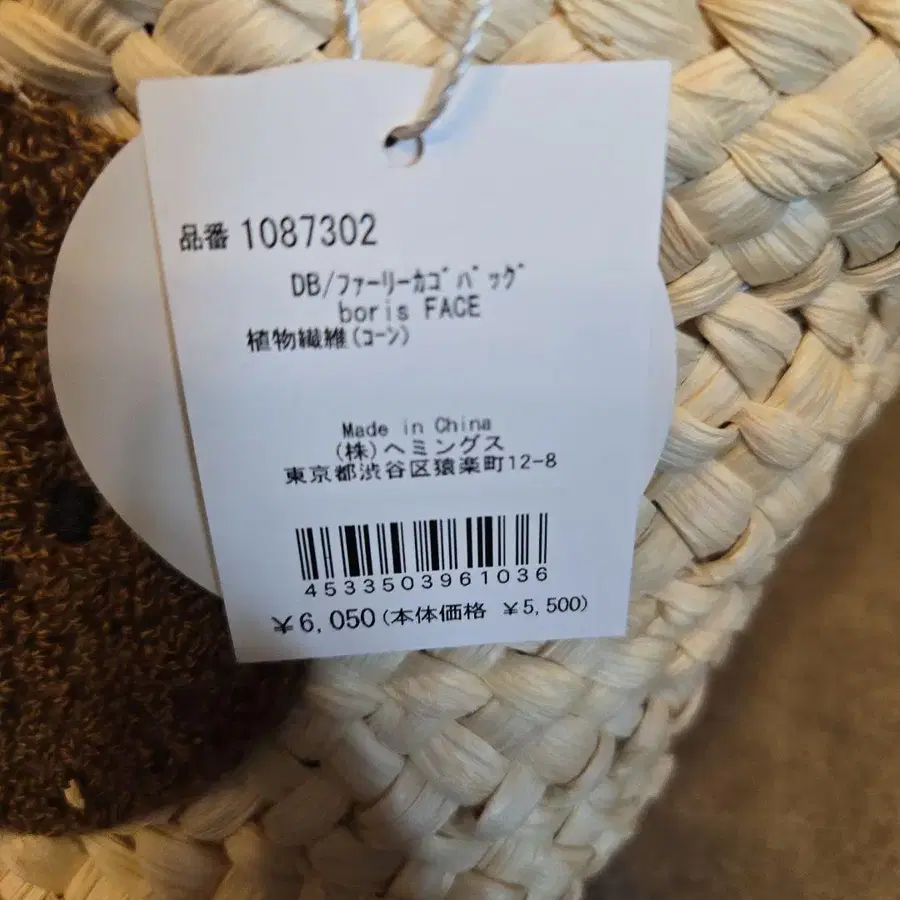 品番 1087302
DB/ファーリーカゴバッグ
boris FACE
植物繊維(コーン)
Made in China
(株)ヘミングス
東京都渋谷区猿楽町12-8
4533503961036
¥6,050(本体価格 ¥5,500)